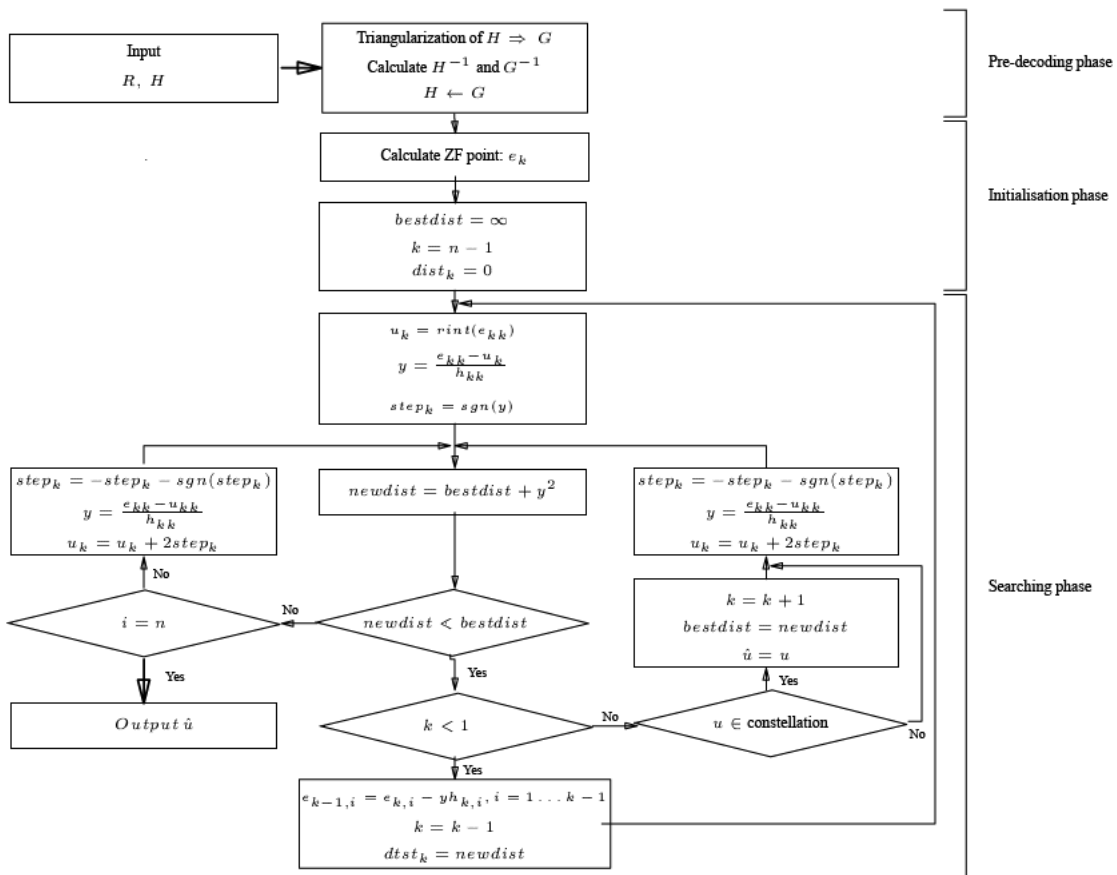 Input
R, H
Triangularization of H ⇒ G
Calculate H⁻¹ and G⁻¹
H ← G
Pre-decoding phase
Calculate ZF point: e_k
Initialisation phase
bestdist = ∞
k = n − 1
dist_k = 0
u_k = rint(e_{kk})
y = \frac{e_{kk} − u_k}{h_{kk}}
step_k = sgn(y)
step_k = −step_k − sgn(step_k)
y = \frac{e_{kk} − u_{kk}}{h_{kk}}
u_k = u_k + 2step_k
newdist = bestdist + y²
step_k = −step_k − sgn(step_k)
y = \frac{e_{kk} − u_{kk}}{h_{kk}}
u_k = u_k + 2step_k
No
i = n
No
newdist < bestdist
k = k + 1
bestdist = newdist
û = u
Searching phase
Yes
Yes
Yes
Output û
k < 1
No
u ∈ constellation
No
Yes
e_{k−1,i} = e_{k,i} − yh_{k,i}, i = 1 ... k − 1
k = k − 1
dtst_k = newdist